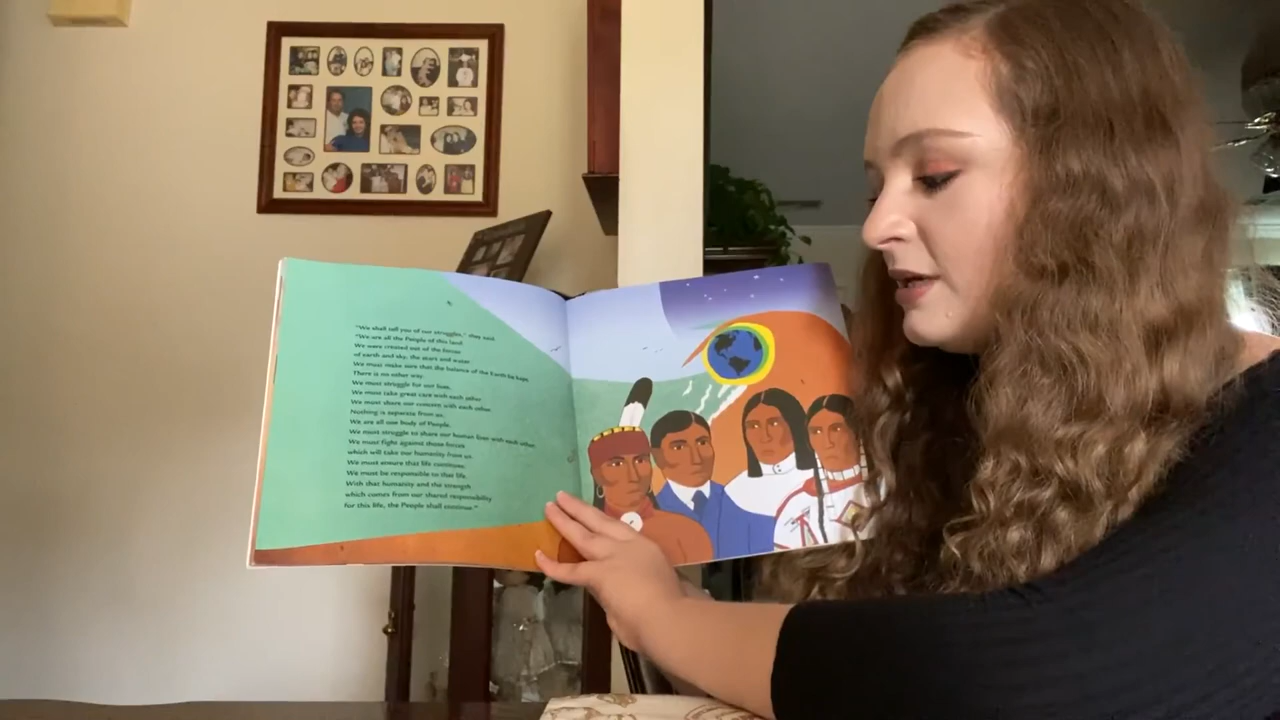 "We shall tell you of our struggles," they said.
"We are all the People of this land.
We were created out of the forces
of earth and sky, the stars and water.
We must make sure that the balance of the Earth be kept.
There is no other way.
We must struggle for our lives.
We must take great care with each other.
We must share our concern with each other.
Nothing is separate from us.
We are all one body of People.
We must struggle to share our human lives with each other.
We must fight against those forces
which will take our humanity from us.
We must ensure that life continues.
We must be responsible to that life.
With that humanity and the strength
which comes from our shared responsibility
for this life, the People shall continue."